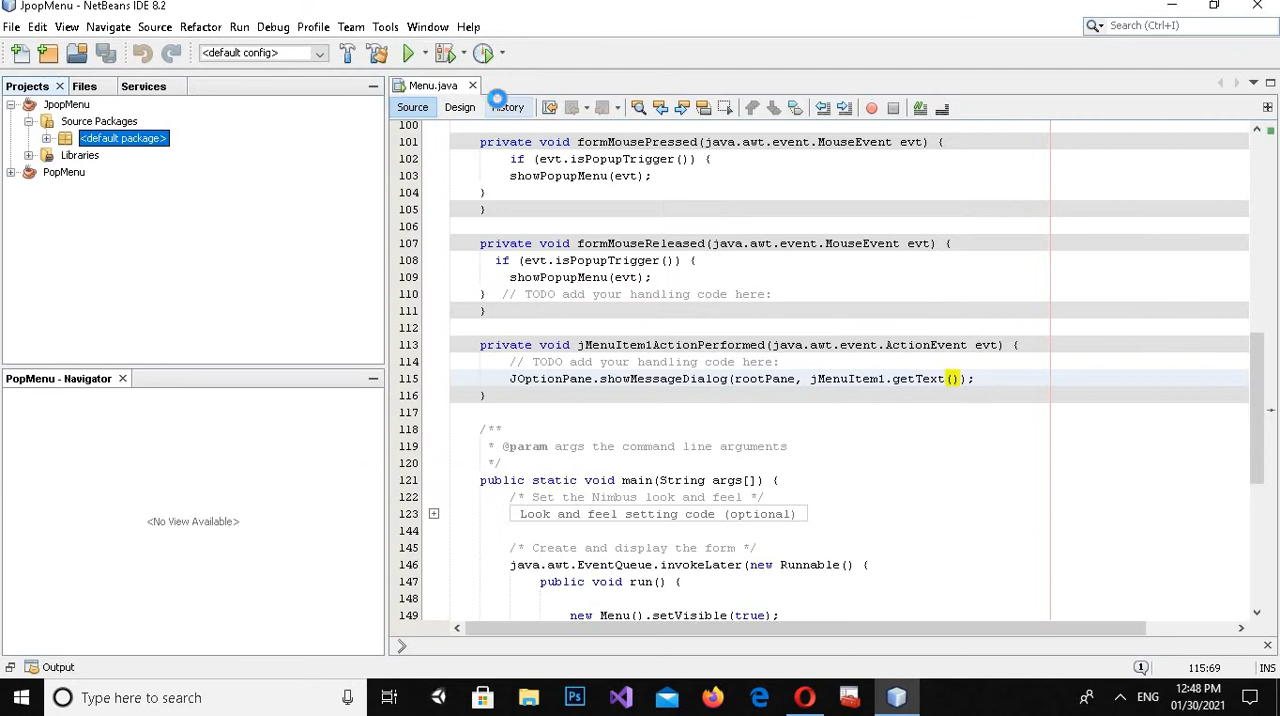 JpopMenu - NetBeans IDE 8.2
File Edit View Navigate Source Refactor Run Debug Profile Team Tools Window Help
Search (Ctrl+I)
<default config>
Projects Files Services
Menu.java
Source Design History
JpopMenu
Source Packages
<default package>
Libraries
PopMenu
100
101 private void formMousePressed(java.awt.event.MouseEvent evt) {
102 if (evt.isPopupTrigger()) {
103 showPopupMenu(evt);
104 }
105 }
106
107 private void formMouseReleased(java.awt.event.MouseEvent evt) {
108 if (evt.isPopupTrigger()) {
109 showPopupMenu(evt);
110 } // TODO add your handling code here:
111 }
112
113 private void jMenuItem1ActionPerformed(java.awt.event.ActionEvent evt) {
114 // TODO add your handling code here:
115 JOptionPane.showMessageDialog(rootPane, jMenuItem1.getText());
116 }
117
118 /**
119 * @param args the command line arguments
120 */
121 public static void main(String args[]) {
122 /* Set the Nimbus look and feel */
123 Look and feel setting code (optional)
144
145 /* Create and display the form */
146 java.awt.EventQueue.invokeLater(new Runnable() {
147 public void run() {
148
149 new Menu().setVisible(true);
PopMenu - Navigator
<No View Available>
Output
1
115:69
INS
Type here to search
ENG
12:48 PM
01/30/2021